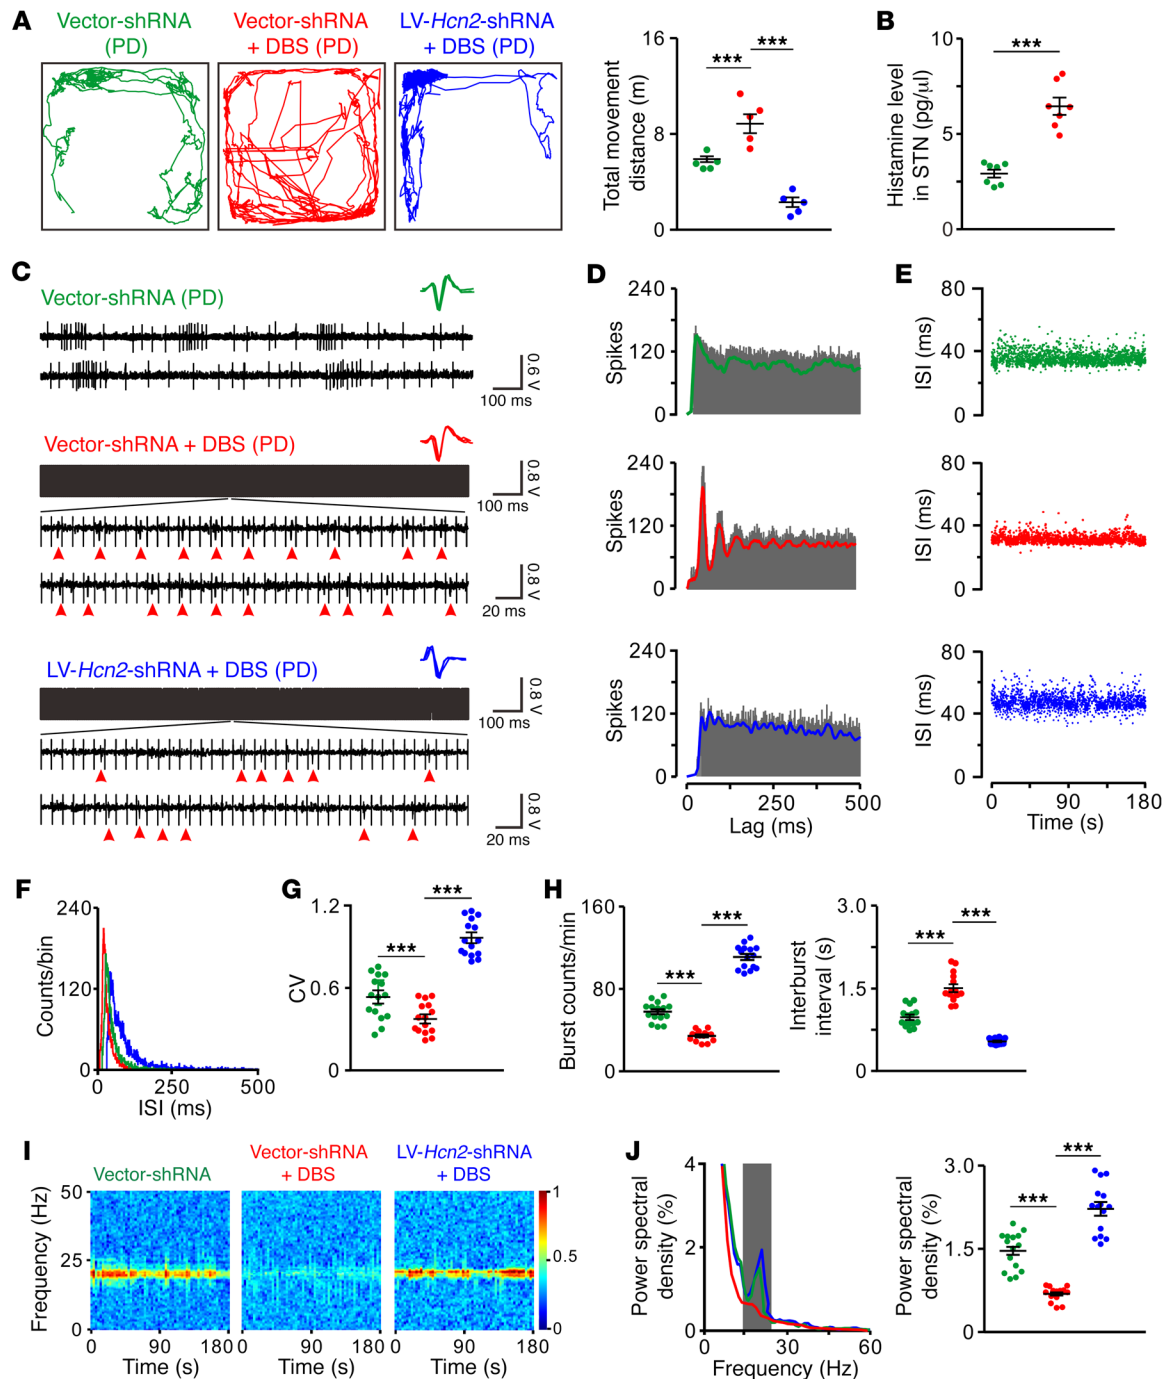 A
Vector-shRNA
(PD)
Vector-shRNA
+ DBS (PD)
LV-Hcn2-shRNA
+ DBS (PD)
Total movement
distance (m)
16
8
0
***
***
B
Histamine level
in STN (pg/µl)
10
5
0
***
C
Vector-shRNA (PD)
0.6 V
100 ms
Vector-shRNA + DBS (PD)
0.8 V
100 ms
0.8 V
20 ms
LV-Hcn2-shRNA + DBS (PD)
0.8 V
100 ms
0.8 V
20 ms
D
Spikes
240
120
0
Spikes
240
120
0
Spikes
240
120
0
0 250 500
Lag (ms)
E
ISI (ms)
80
40
0
ISI (ms)
80
40
0
ISI (ms)
80
40
0
0 90 180
Time (s)
F
Counts/bin
240
120
0
0 250 500
ISI (ms)
G
CV
1.2
0.6
0
***
***
H
Burst counts/min
160
80
0
***
***
Interburst
interval (s)
3.0
1.5
0
***
***
I
Vector-shRNA
Vector-shRNA
+ DBS
LV-Hcn2-shRNA
+ DBS
Frequency (Hz)
50
25
0
0 90 180
Time (s)
0 90 180
Time (s)
0 90 180
Time (s)
1
0.5
0
J
Power spectral
density (%)
4
2
0
0 30 60
Frequency (Hz)
Power spectral
density (%)
3.0
1.5
0
***
***